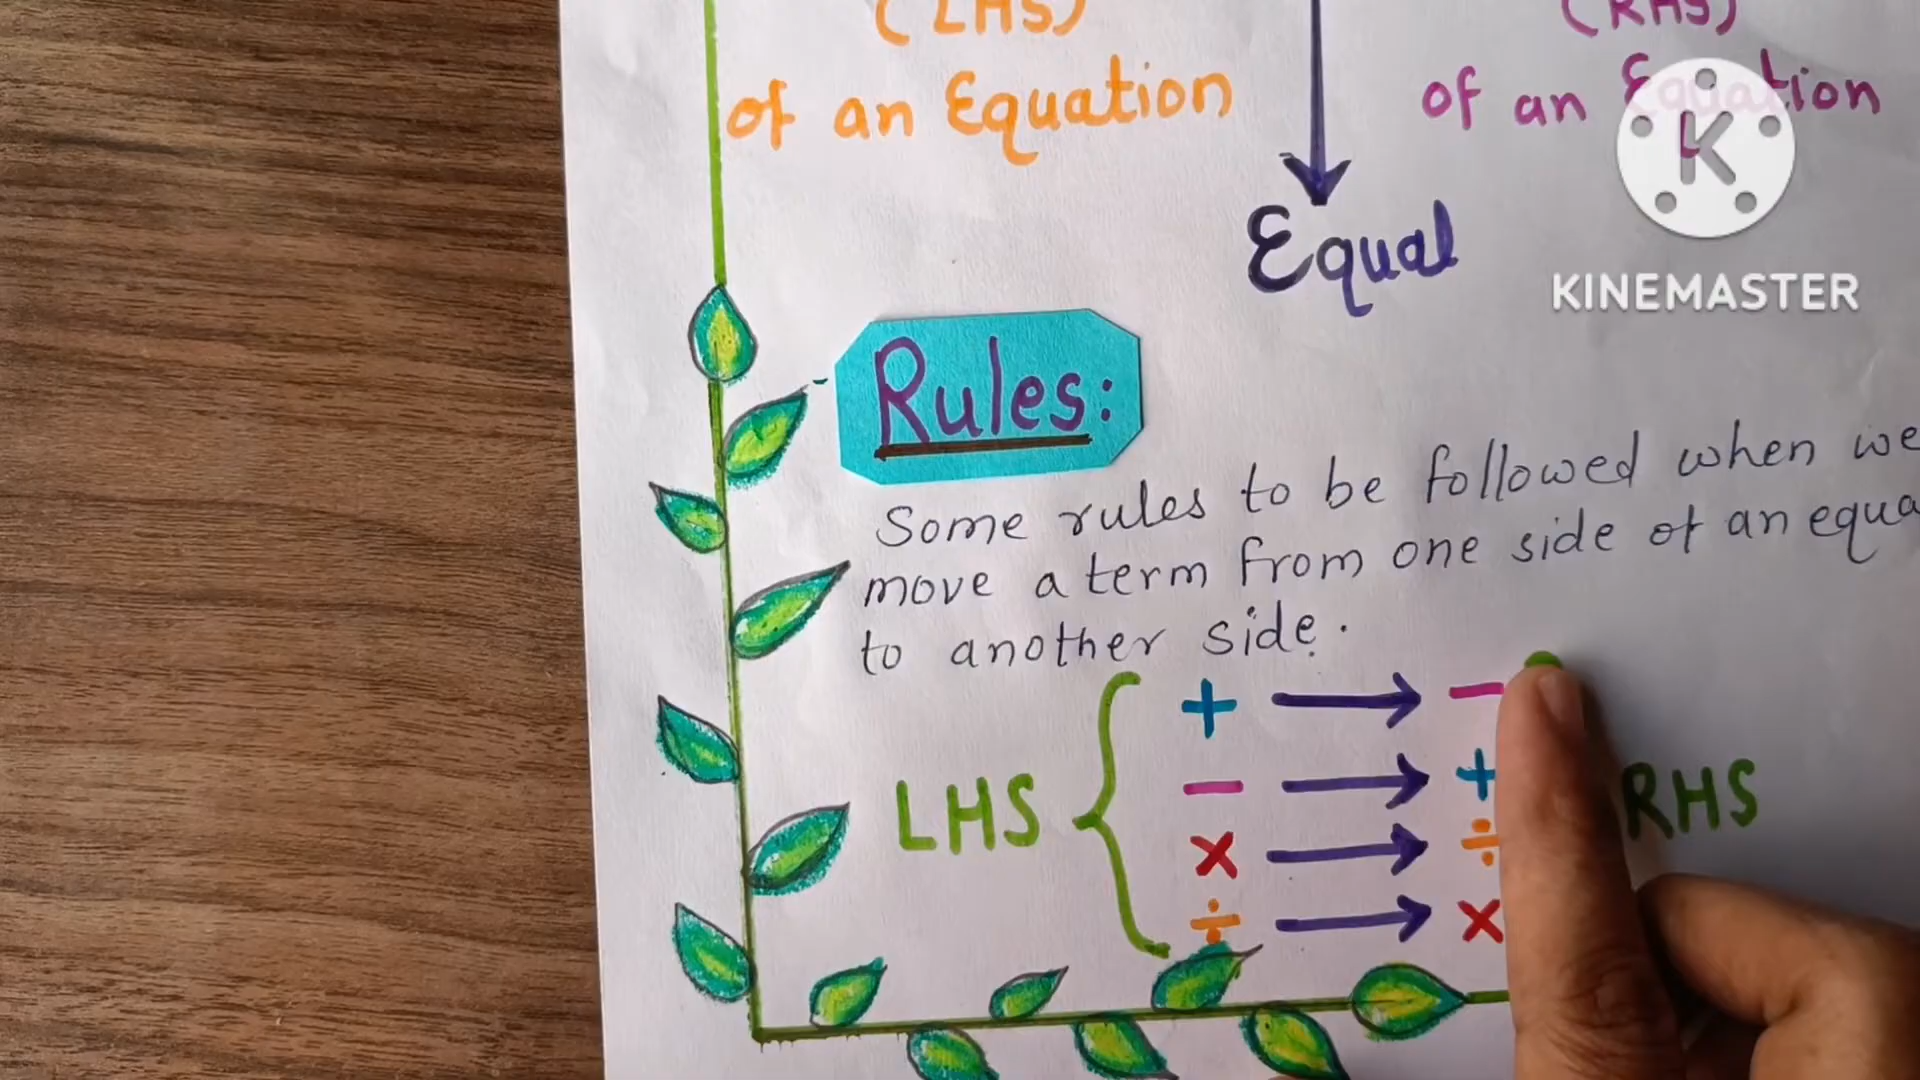 (LHS)
(RHS)
of an Equation
of an Equation
Equal
KINEMASTER
Rules:
Some rules to be followed when we
move a term from one side of an equa
to another side.
+ → -
- → +
LHS
RHS
× → ÷
÷ → ×